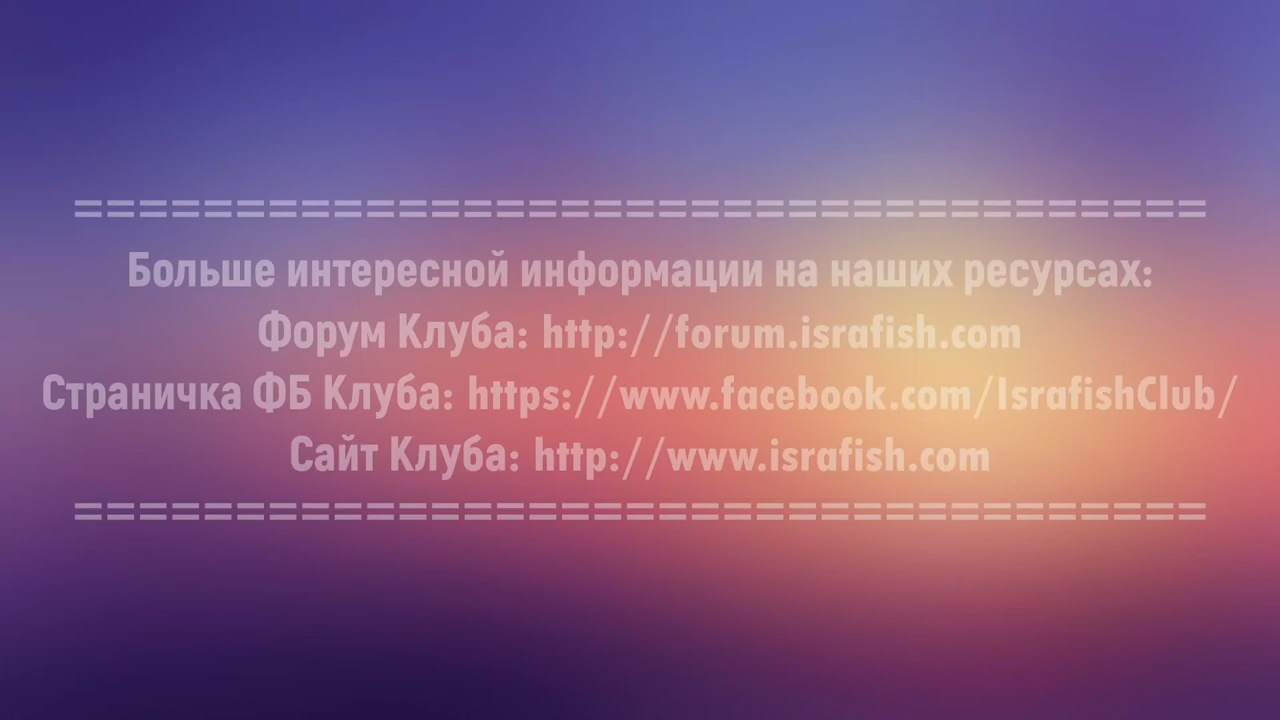 ===================================
Больше интересной информации на наших ресурсах:
Форум Клуба: http://forum.israfish.com
Страничка ФБ Клуба: https://www.facebook.com/IsrafishClub/
Сайт Клуба: http://www.israfish.com
===================================